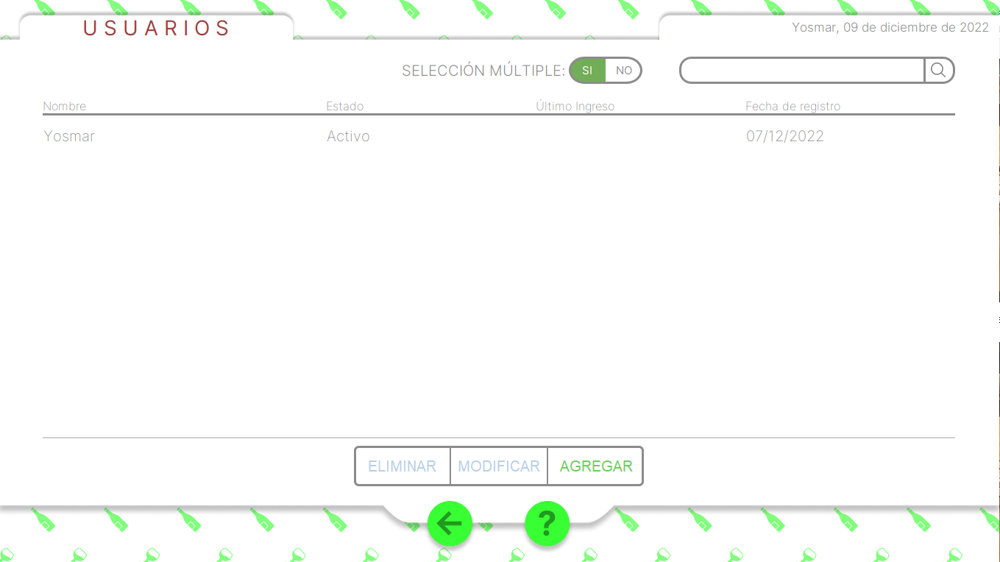 USUARIOS
Yosmar, 09 de diciembre de 2022
SELECCIÓN MÚLTIPLE: SI NO
Nombre Estado Último Ingreso Fecha de registro
Yosmar Activo 07/12/2022
ELIMINAR MODIFICAR AGREGAR
?